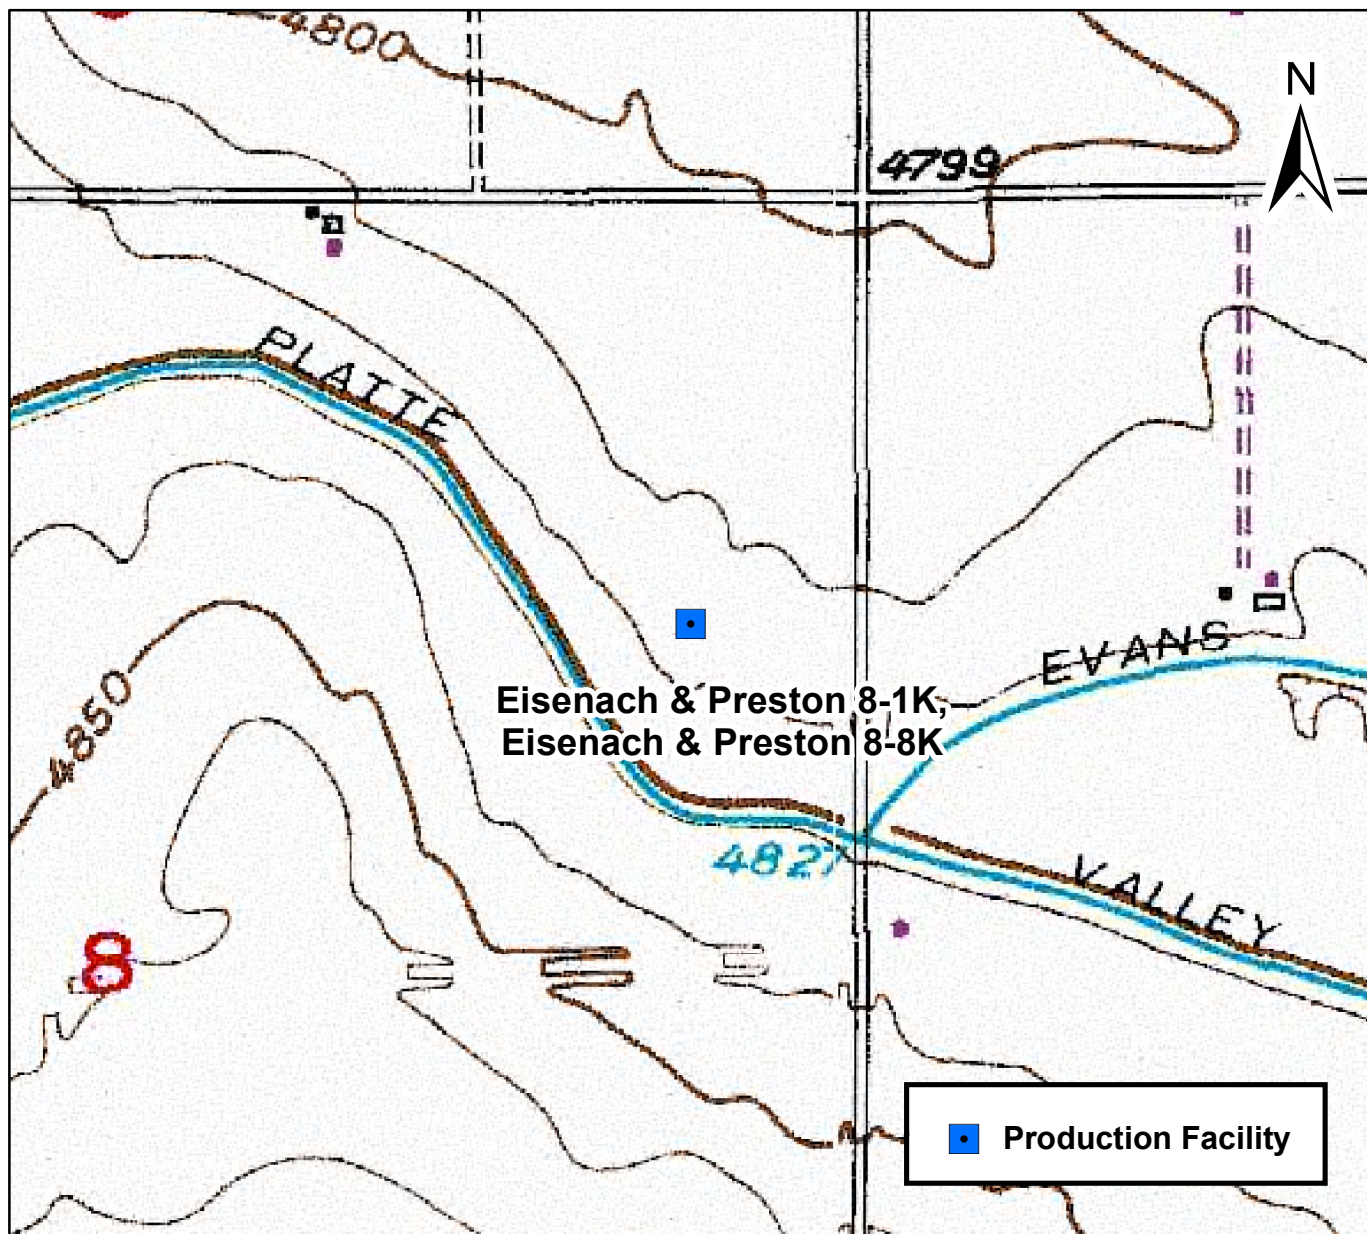 4800
N
4799
PLATTE
EVANS
4850
Eisenach & Preston 8-1K,
Eisenach & Preston 8-8K
4827
VALLEY
8
Production Facility